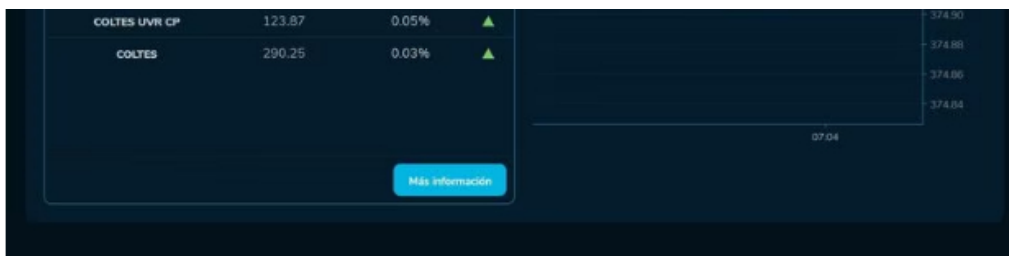 COLTES UVR CP 123.87 0.05%
COLTES 290.25 0.03%
Más información
374.90
374.88
374.86
374.84
07:04